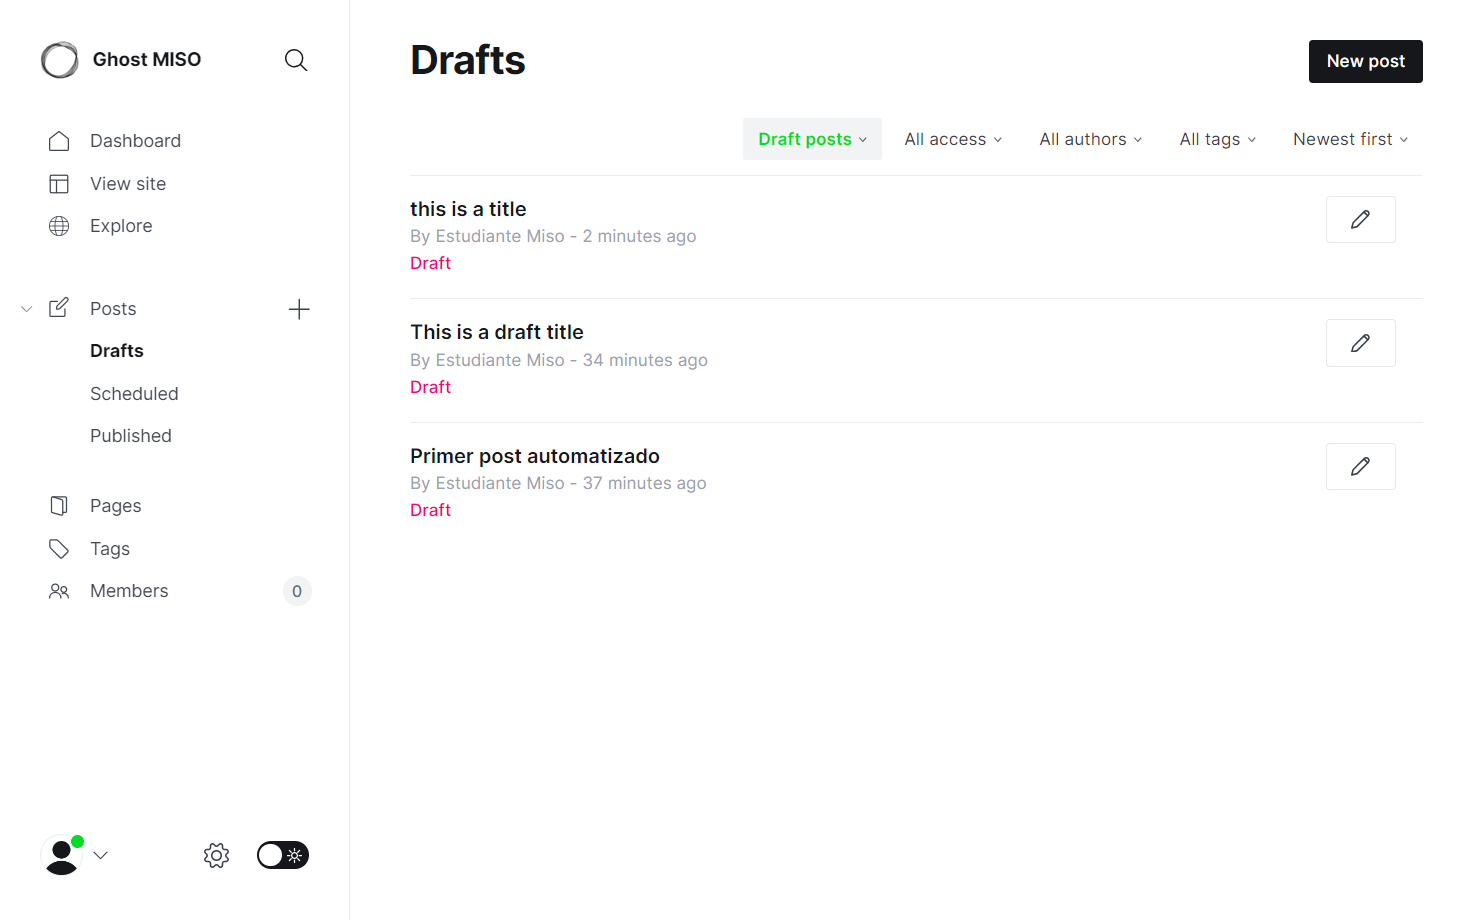 Ghost MISO
Dashboard
View site
Explore
Posts
Drafts
Scheduled
Published
Pages
Tags
Members 0
Drafts
New post
Draft posts All access All authors All tags Newest first
this is a title
By Estudiante Miso - 2 minutes ago
Draft
This is a draft title
By Estudiante Miso - 34 minutes ago
Draft
Primer post automatizado
By Estudiante Miso - 37 minutes ago
Draft